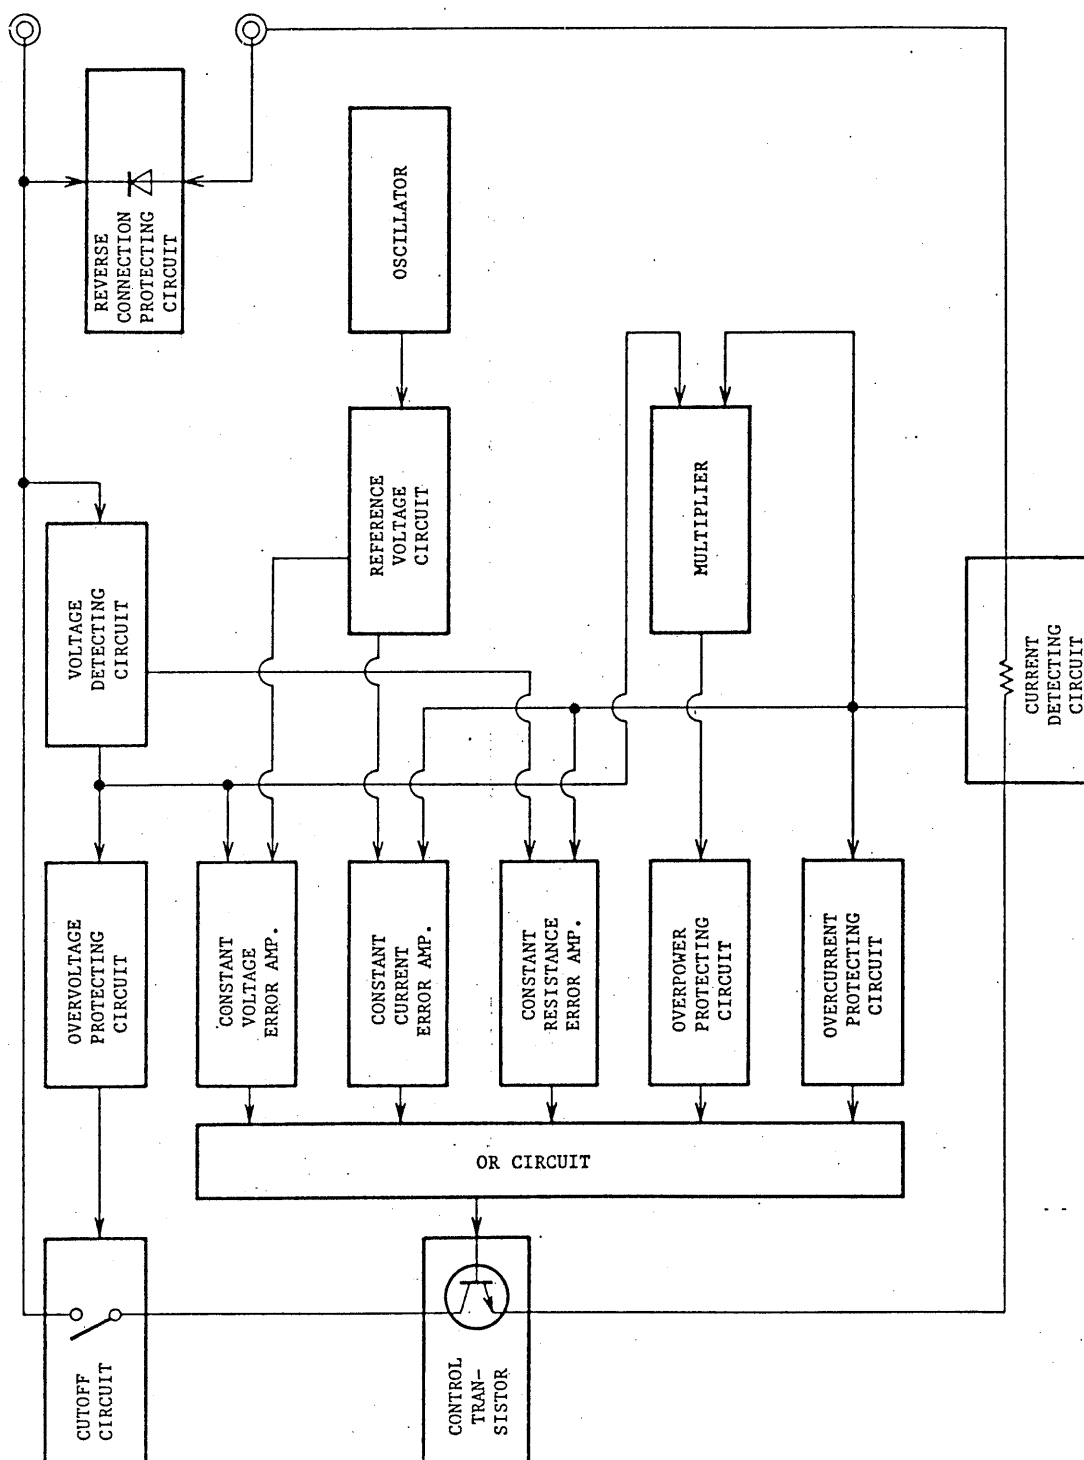 REVERSE
CONNECTION
PROTECTING
CIRCUIT
OSCILLATOR
VOLTAGE
DETECTING
CIRCUIT
REFERENCE
VOLTAGE
CIRCUIT
MULTIPLIER
CURRENT
DETECTING
CIRCUIT
OVERVOLTAGE
PROTECTING
CIRCUIT
CONSTANT
VOLTAGE
ERROR AMP.
CONSTANT
CURRENT
ERROR AMP.
CONSTANT
RESISTANCE
ERROR AMP.
OVERPOWER
PROTECTING
CIRCUIT
OVERCURRENT
PROTECTING
CIRCUIT
OR CIRCUIT
CUTOFF
CIRCUIT
CONTROL
TRAN-
SISTOR